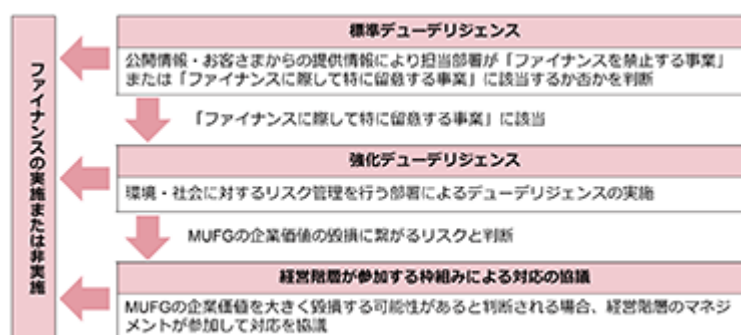 ファイナンスの実施または非実施
標準デューデリジェンス
公開情報・お客さまからの提供情報により担当部署が「ファイナンスを禁止する事業」
または「ファイナンスに際して特に留意する事業」に該当するか否かを判断
「ファイナンスに際して特に留意する事業」に該当
強化デューデリジェンス
環境・社会に対するリスク管理を行う部署によるデューデリジェンスの実施
MUFGの企業価値の毀損に繋がるリスクと判断
経営階層が参加する枠組みによる対応の協議
MUFGの企業価値を大きく毀損する可能性があると判断される場合、経営階層のマネジ
メントが参加して対応を協議